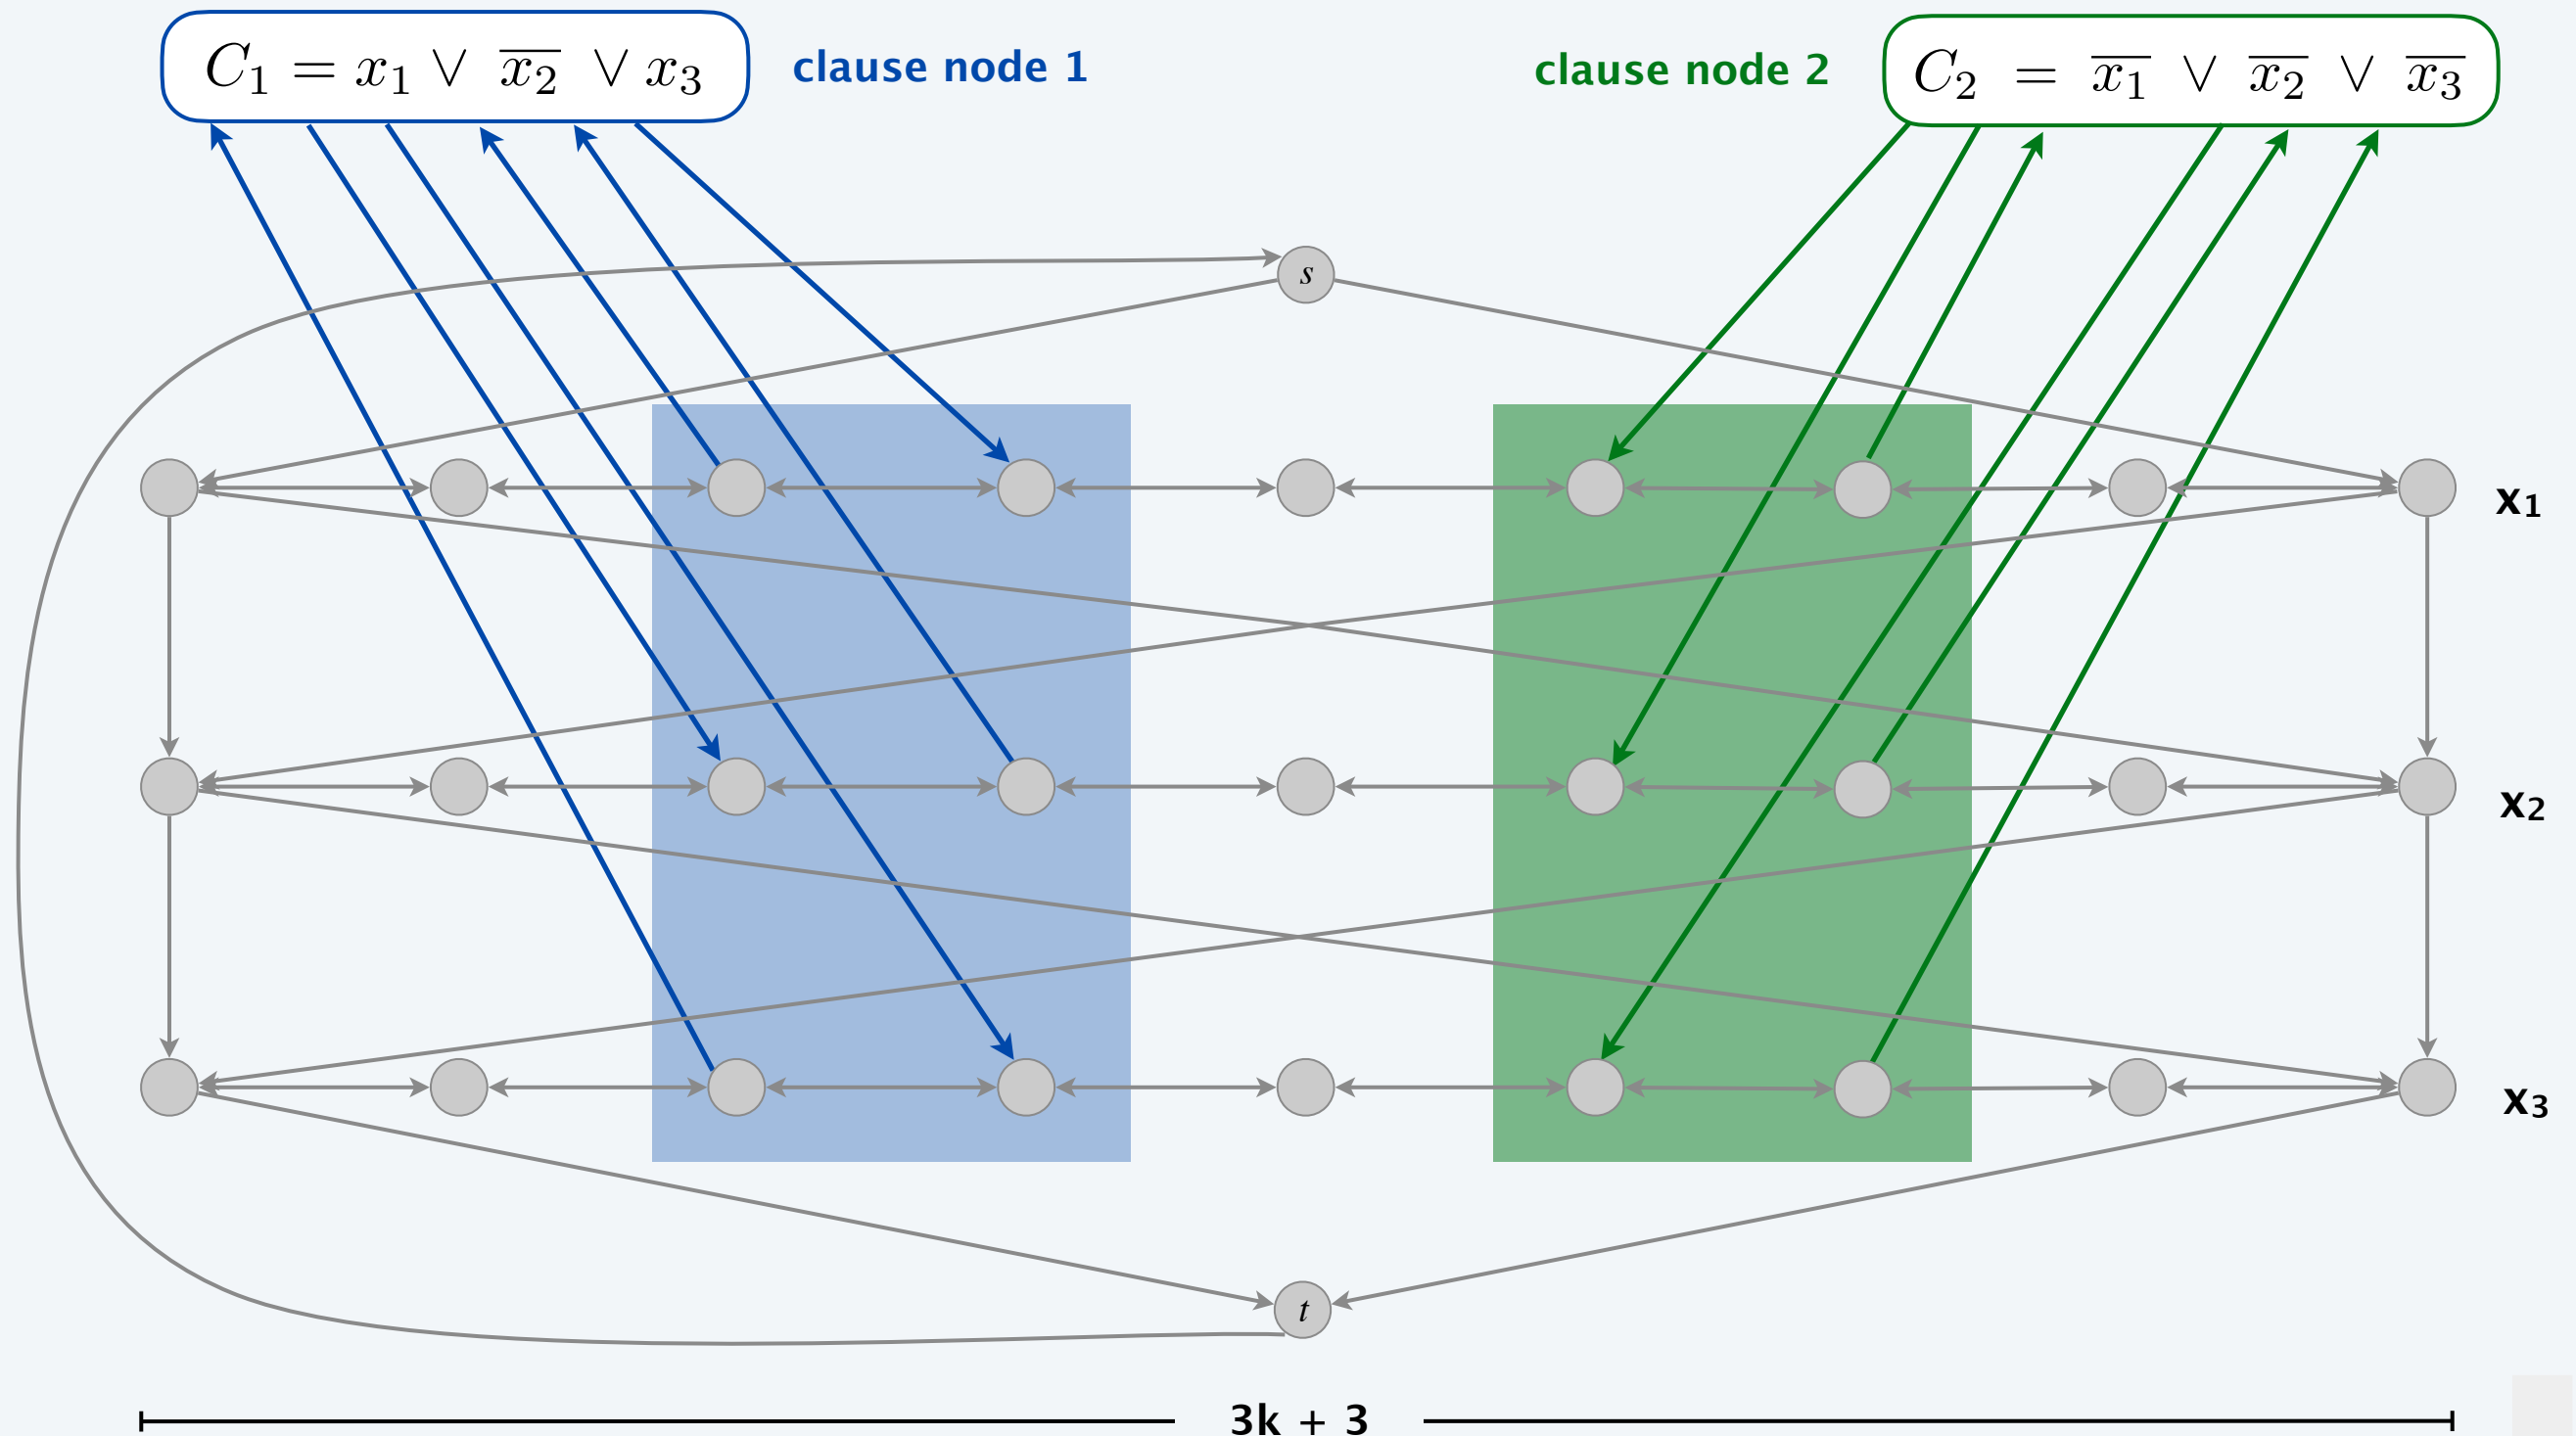 C₁ = x₁ ∨ x̅₂ ∨ x₃
clause node 1
clause node 2
C₂ = x̅₁ ∨ x̅₂ ∨ x̅₃
s
x₁
x₂
x₃
t
3k + 3